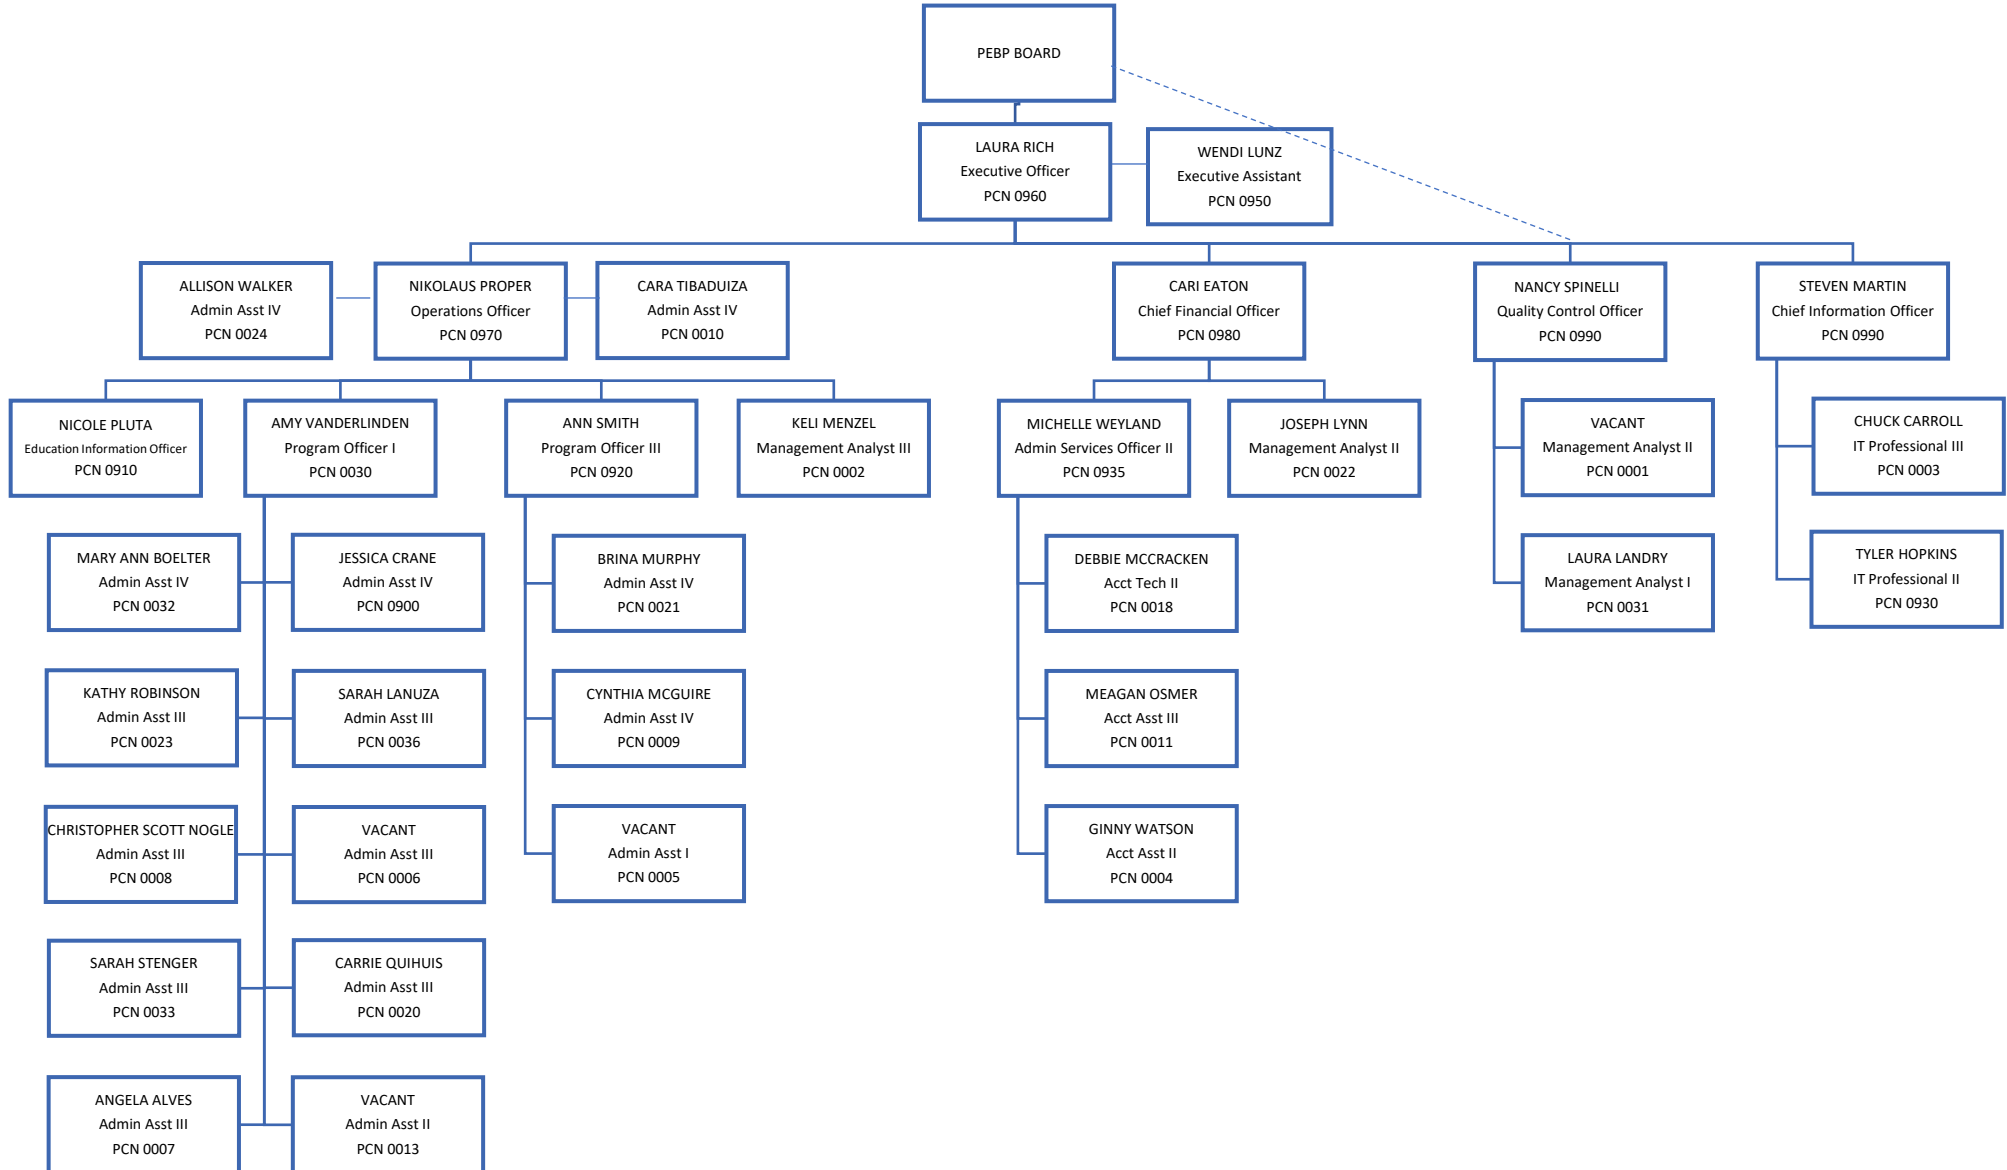 PEBP BOARD
LAURA RICH
Executive Officer
PCN 0960
WENDI LUNZ
Executive Assistant
PCN 0950
ALLISON WALKER
Admin Asst IV
PCN 0024
NIKOLAUS PROPER
Operations Officer
PCN 0970
CARA TIBADUIZA
Admin Asst IV
PCN 0010
CARI EATON
Chief Financial Officer
PCN 0980
NANCY SPINELLI
Quality Control Officer
PCN 0990
STEVEN MARTIN
Chief Information Officer
PCN 0990
NICOLE PLUTA
Education Information Officer
PCN 0910
AMY VANDERLINDEN
Program Officer I
PCN 0030
ANN SMITH
Program Officer III
PCN 0920
KELI MENZEL
Management Analyst III
PCN 0002
MICHELLE WEYLAND
Admin Services Officer II
PCN 0935
JOSEPH LYNN
Management Analyst II
PCN 0022
VACANT
Management Analyst II
PCN 0001
CHUCK CARROLL
IT Professional III
PCN 0003
MARY ANN BOELTER
Admin Asst IV
PCN 0032
JESSICA CRANE
Admin Asst IV
PCN 0900
BRINA MURPHY
Admin Asst IV
PCN 0021
DEBBIE MCCRACKEN
Acct Tech II
PCN 0018
LAURA LANDRY
Management Analyst I
PCN 0031
TYLER HOPKINS
IT Professional II
PCN 0930
KATHY ROBINSON
Admin Asst III
PCN 0023
SARAH LANUZA
Admin Asst III
PCN 0036
CYNTHIA MCGUIRE
Admin Asst IV
PCN 0009
MEAGAN OSMER
Acct Asst III
PCN 0011
CHRISTOPHER SCOTT NOGLE
Admin Asst III
PCN 0008
VACANT
Admin Asst III
PCN 0006
VACANT
Admin Asst I
PCN 0005
GINNY WATSON
Acct Asst II
PCN 0004
SARAH STENGER
Admin Asst III
PCN 0033
CARRIE QUIHUIS
Admin Asst III
PCN 0020
ANGELA ALVES
Admin Asst III
PCN 0007
VACANT
Admin Asst II
PCN 0013